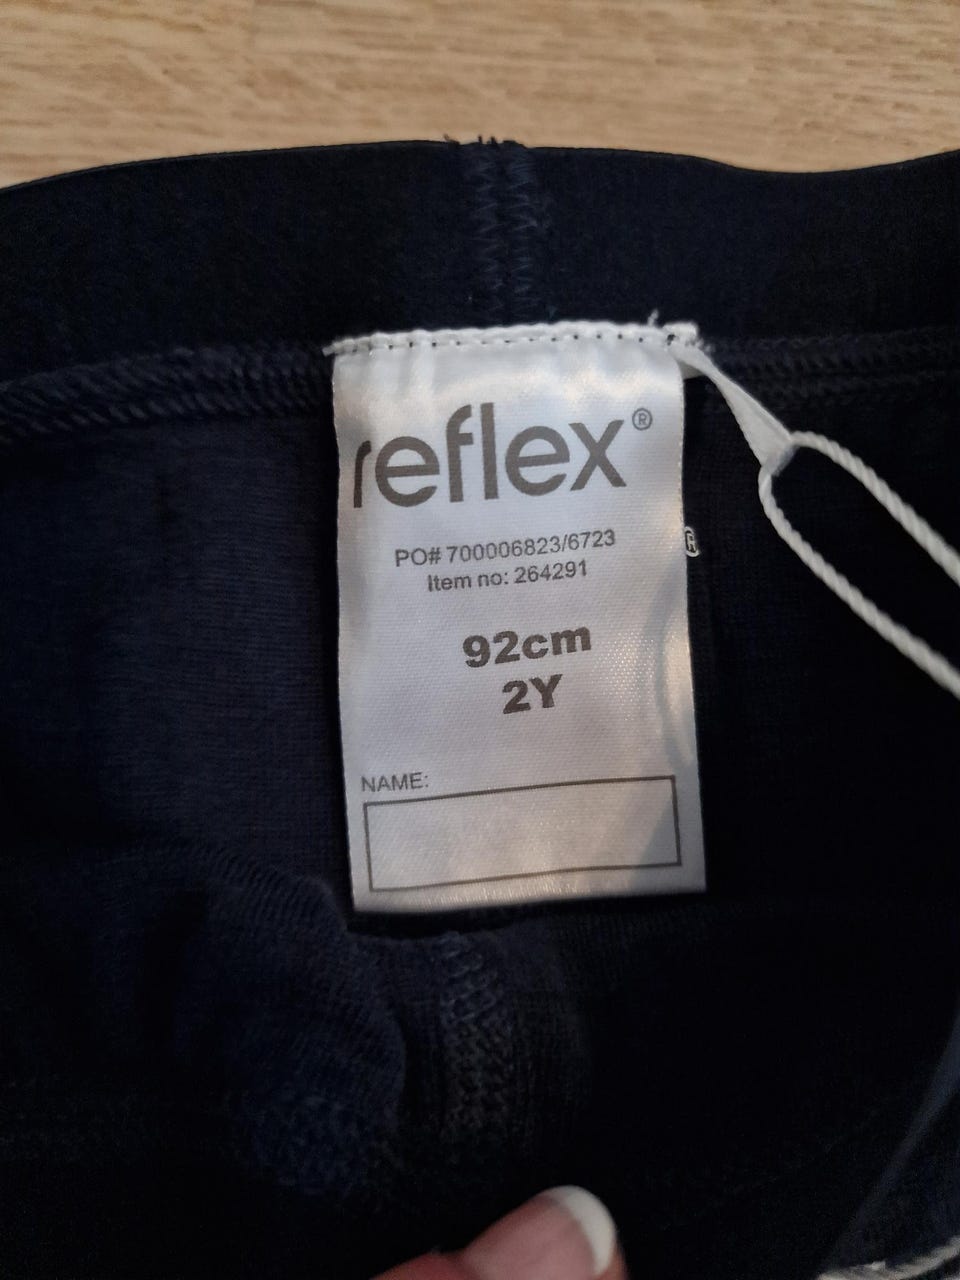 reflex®
PO# 700006823/6723
Item no: 264291
92cm
2Y
NAME: